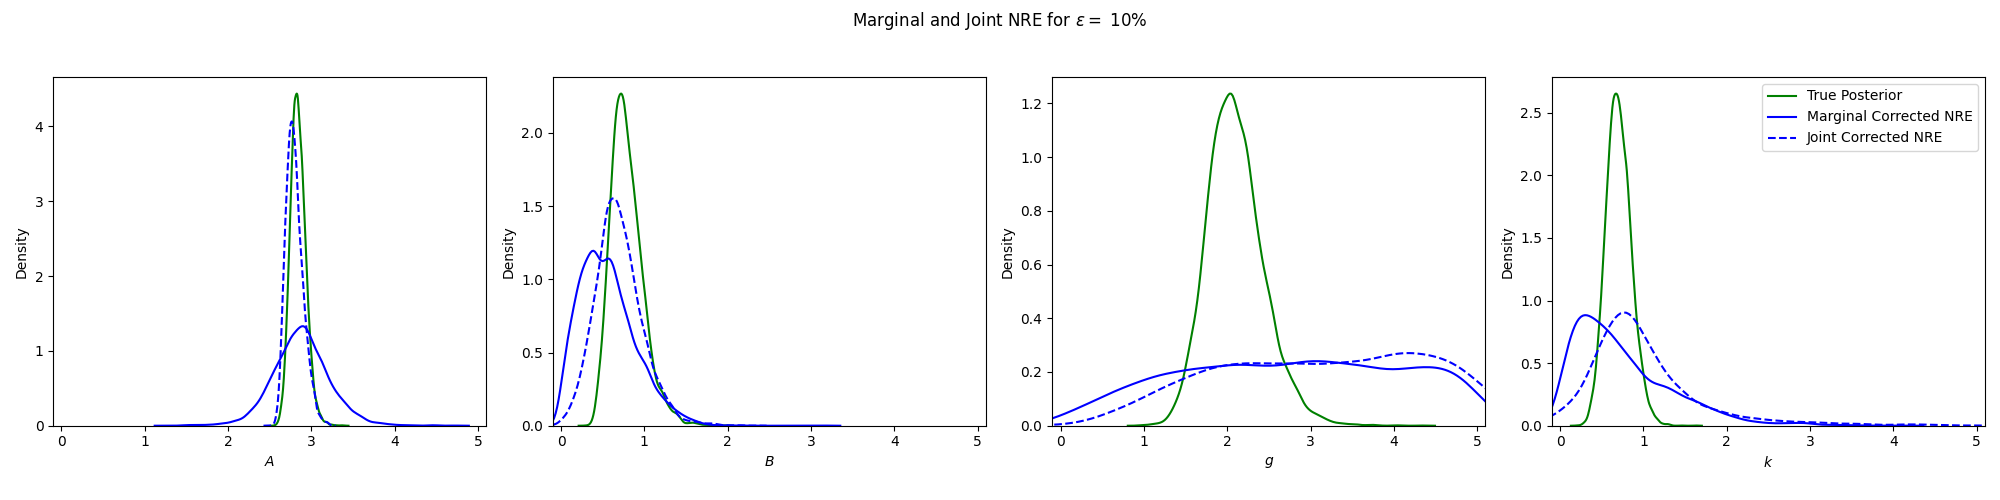 Marginal and Joint NRE for ε = 10%
Density
4
3
2
1
0
0 1 2 3 4 5
A
Density
2.0
1.5
1.0
0.5
0.0
0 1 2 3 4 5
B
Density
1.2
1.0
0.8
0.6
0.4
0.2
0.0
0 1 2 3 4 5
g
Density
2.5
2.0
1.5
1.0
0.5
0.0
0 1 2 3 4 5
k
True Posterior
Marginal Corrected NRE
Joint Corrected NRE